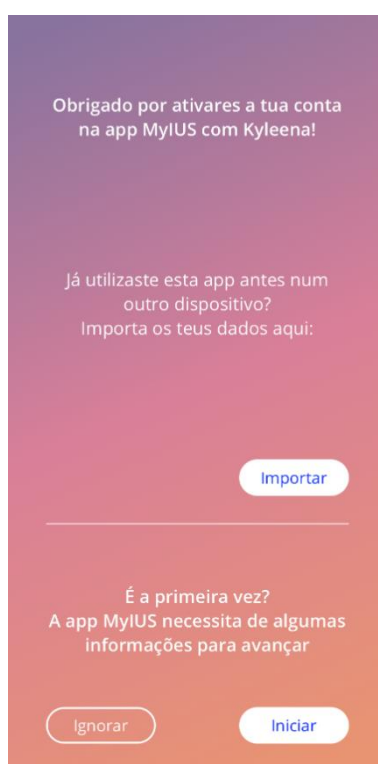 Obrigado por ativares a tua conta
na app MyIUS com Kyleena!
Já utilizaste esta app antes num
outro dispositivo?
Importa os teus dados aqui:
Importar
É a primeira vez?
A app MyIUS necessita de algumas
informações para avançar
Ignorar
Iniciar